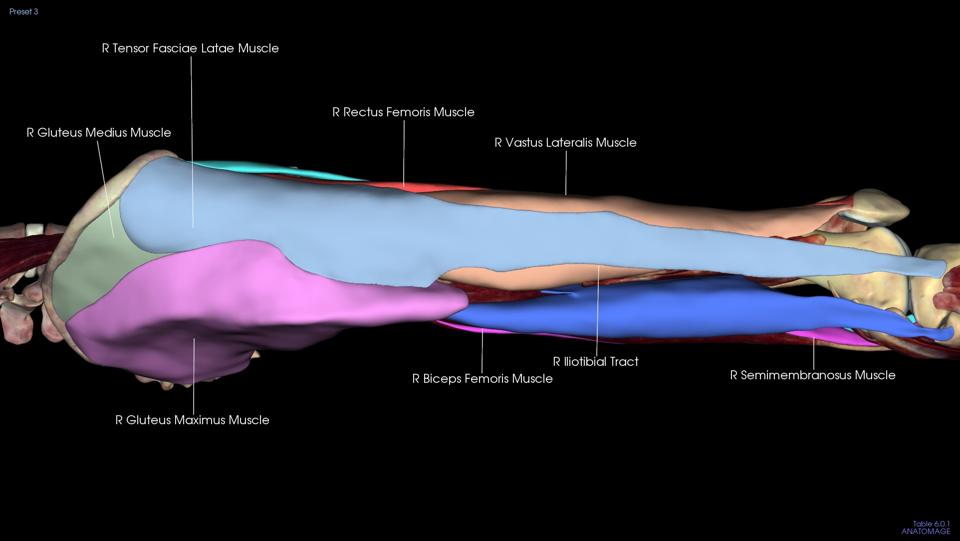 Preset 3
R Tensor Fasciae Latae Muscle
R Rectus Femoris Muscle
R Gluteus Medius Muscle
R Vastus Lateralis Muscle
R Iliotibial Tract
R Biceps Femoris Muscle
R Semimembranosus Muscle
R Gluteus Maximus Muscle
Table 6.0.1
ANATOMAGE